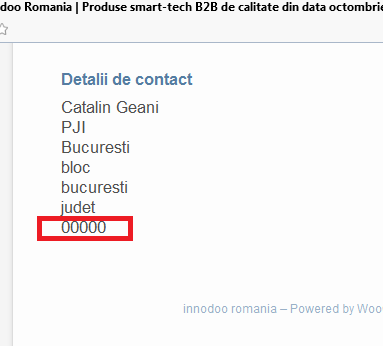 doo Romania | Produse smart-tech B2B de calitate din data octombrie
Detalii de contact
Catalin Geani
PJI
Bucuresti
bloc
bucuresti
judet
00000
innodoo romania – Powered by Woo